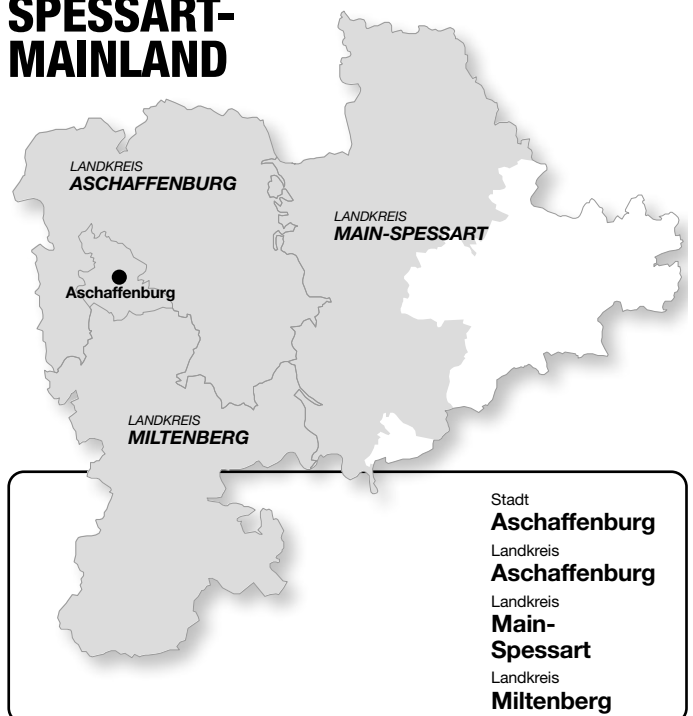 SPESSART-
MAINLAND
LANDKREIS
ASCHAFFENBURG
LANDKREIS
MAIN-SPESSART
Aschaffenburg
LANDKREIS
MILTENBERG
Stadt
Aschaffenburg
Landkreis
Aschaffenburg
Landkreis
Main-
Spessart
Landkreis
Miltenberg